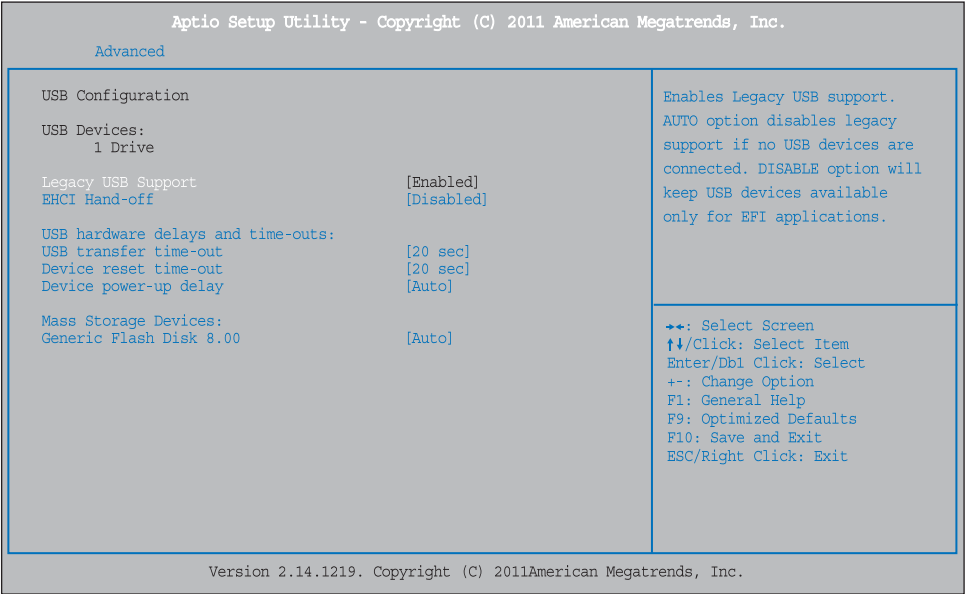 Aptio Setup Utility - Copyright (C) 2011 American Megatrends, Inc.
Advanced
USB Configuration
USB Devices:
1 Drive
Legacy USB Support [Enabled]
EHCI Hand-off [Disabled]
USB hardware delays and time-outs:
USB transfer time-out [20 sec]
Device reset time-out [20 sec]
Device power-up delay [Auto]
Mass Storage Devices:
Generic Flash Disk 8.00 [Auto]
Enables Legacy USB support.
AUTO option disables legacy
support if no USB devices are
connected. DISABLE option will
keep USB devices available
only for EFI applications.
→←: Select Screen
↑↓/Click: Select Item
Enter/Db1 Click: Select
+-: Change Option
F1: General Help
F9: Optimized Defaults
F10: Save and Exit
ESC/Right Click: Exit
Version 2.14.1219. Copyright (C) 2011American Megatrends, Inc.